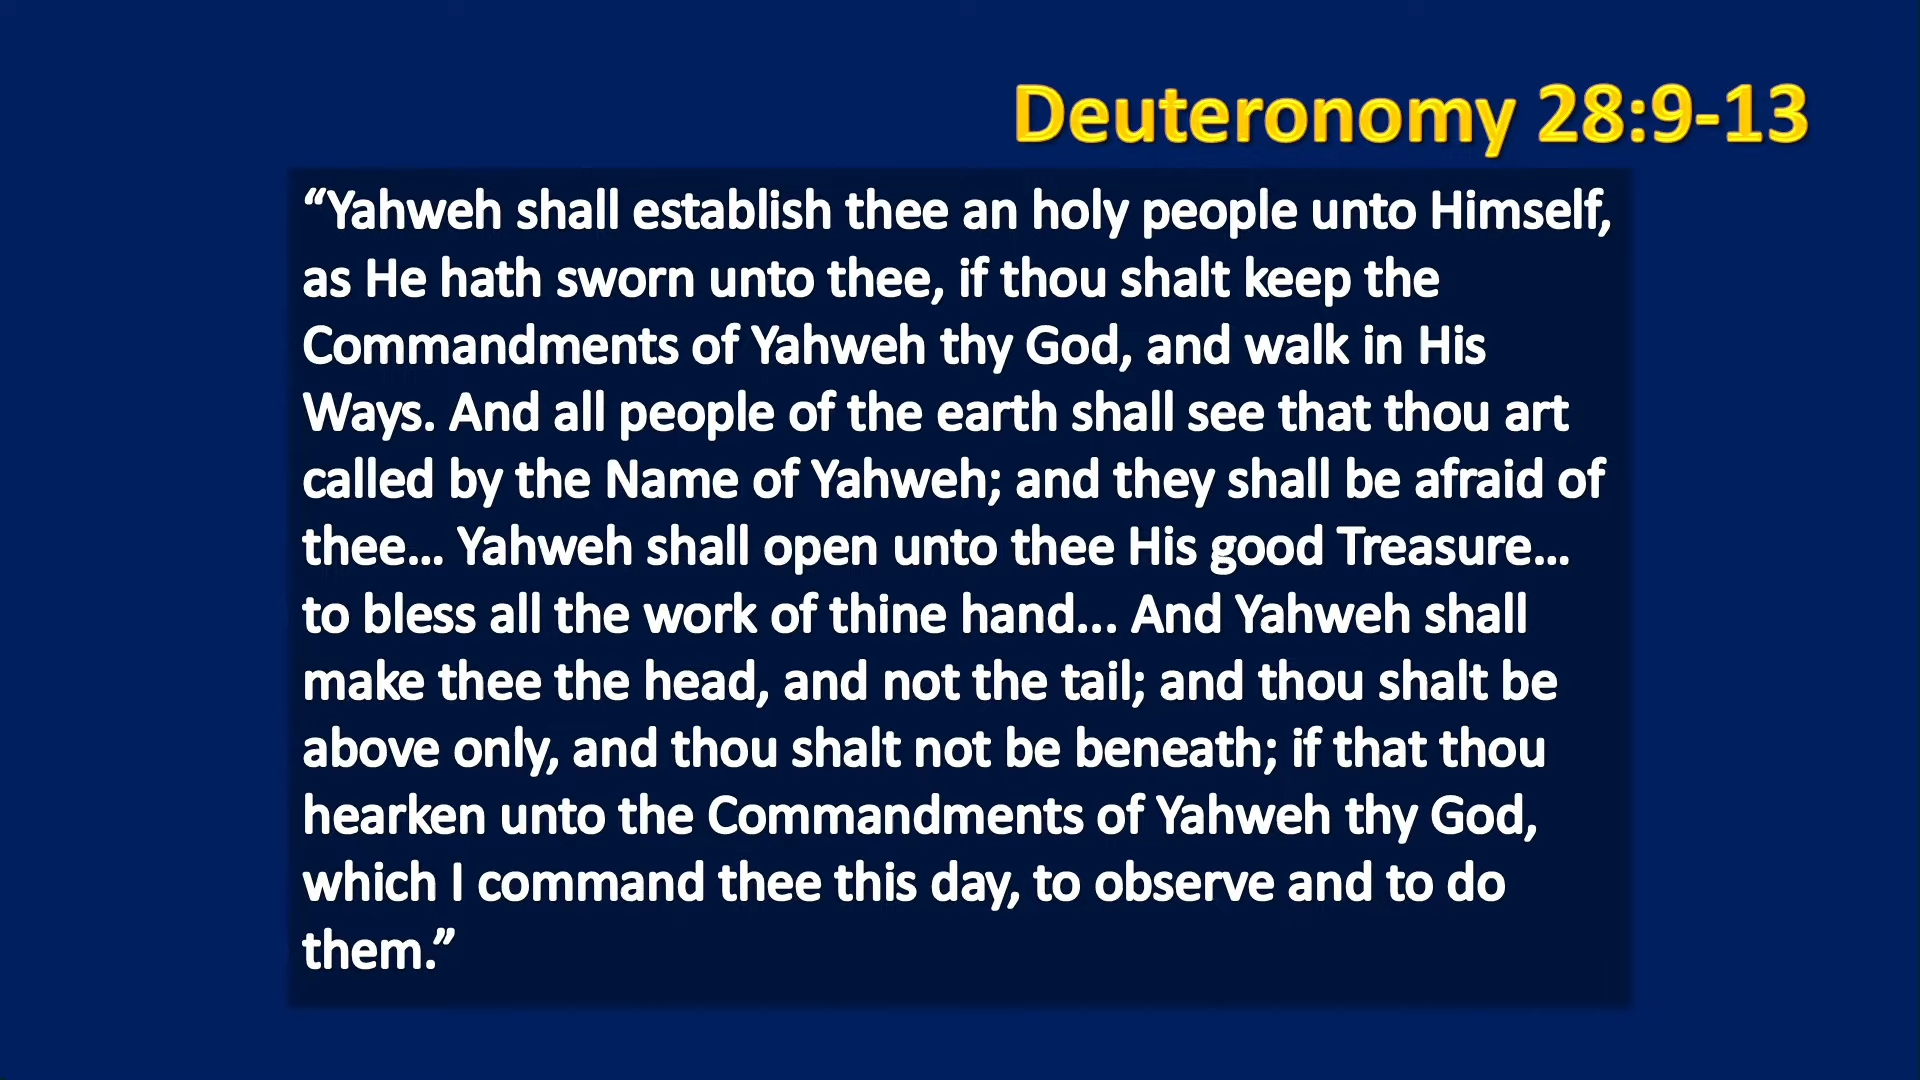 Deuteronomy 28:9-13
“Yahweh shall establish thee an holy people unto Himself,
as He hath sworn unto thee, if thou shalt keep the
Commandments of Yahweh thy God, and walk in His
Ways. And all people of the earth shall see that thou art
called by the Name of Yahweh; and they shall be afraid of
thee... Yahweh shall open unto thee His good Treasure...
to bless all the work of thine hand... And Yahweh shall
make thee the head, and not the tail; and thou shalt be
above only, and thou shalt not be beneath; if that thou
hearken unto the Commandments of Yahweh thy God,
which I command thee this day, to observe and to do
them.”